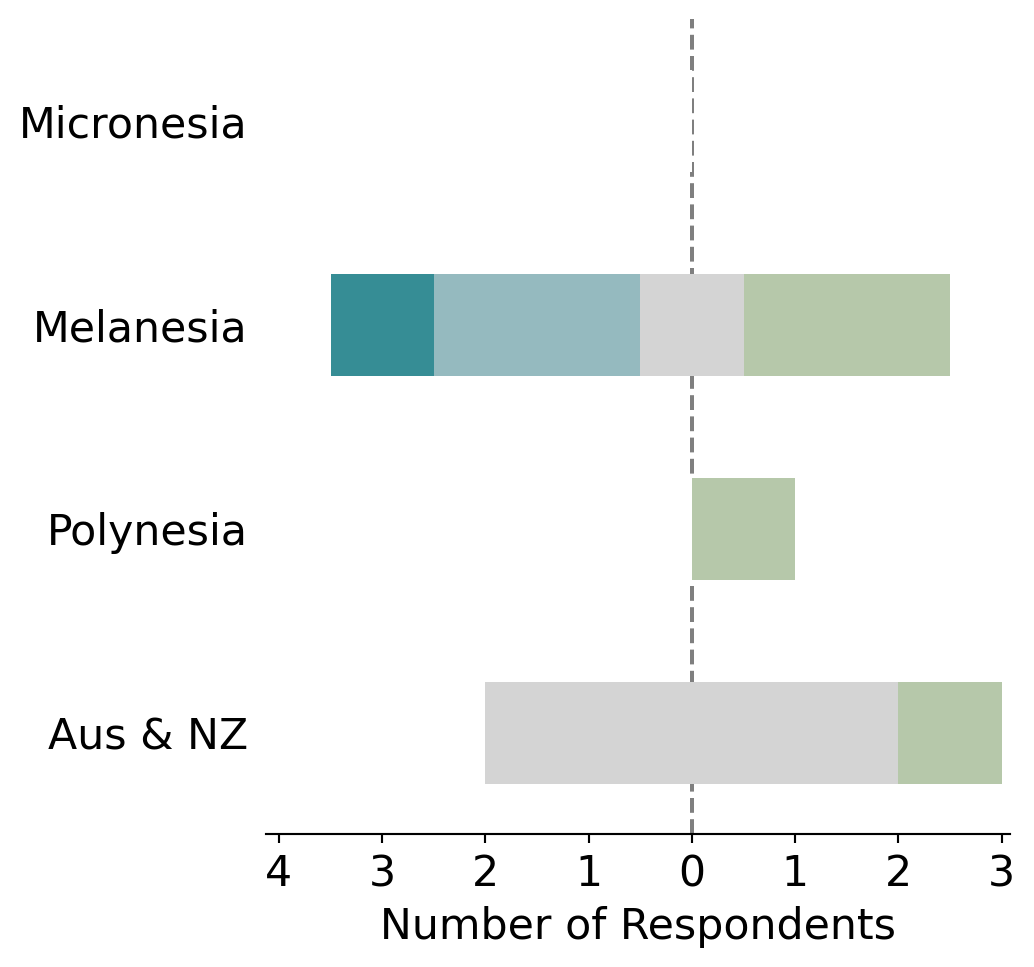 Micronesia
Melanesia
Polynesia
Aus & NZ
4 3 2 1 0 1 2 3
Number of Respondents